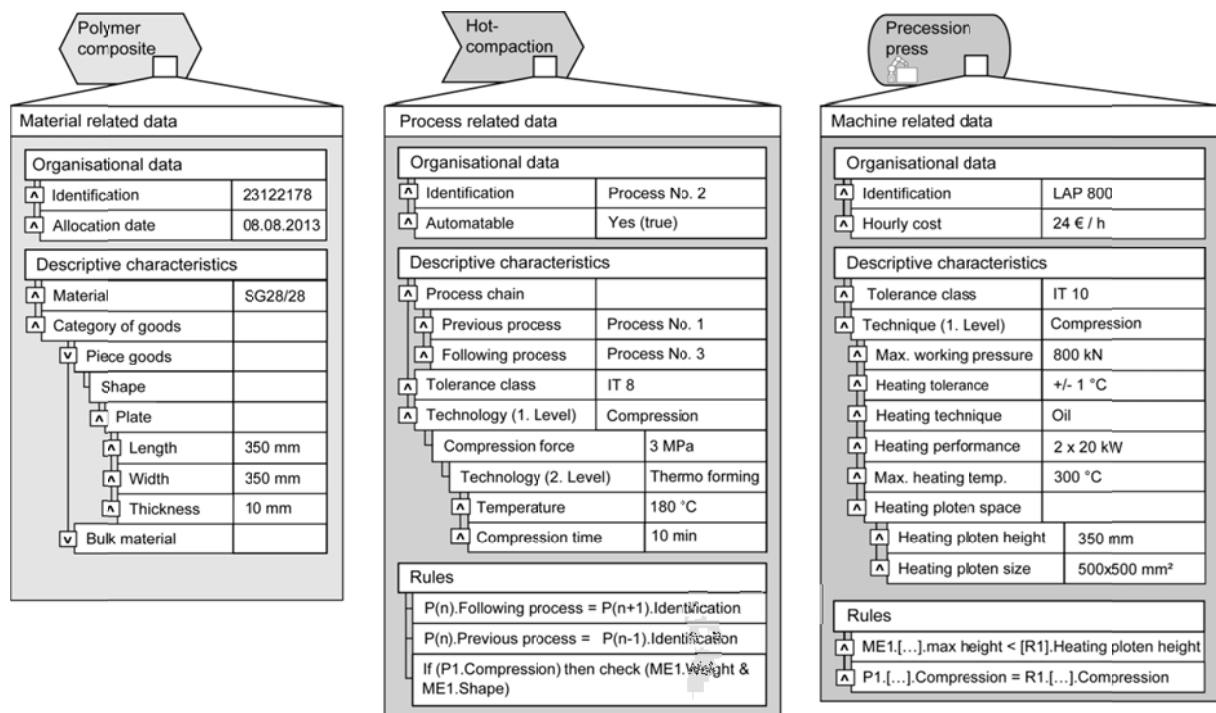 Polymer
composite
Material related data
Organisational data
Identification 23122178
Allocation date 08.08.2013
Descriptive characteristics
Material SG28/28
Category of goods
Piece goods
Shape
Plate
Length 350 mm
Width 350 mm
Thickness 10 mm
Bulk material
Hot-
compaction
Process related data
Organisational data
Identification Process No. 2
Automatable Yes (true)
Descriptive characteristics
Process chain
Previous process Process No. 1
Following process Process No. 3
Tolerance class IT 8
Technology (1. Level) Compression
Compression force 3 MPa
Technology (2. Level) Thermo forming
Temperature 180 °C
Compression time 10 min
Rules
P(n).Following process = P(n+1).Identification
P(n).Previous process = P(n-1).Identification
If (P1.Compression) then check (ME1.Weight &
ME1.Shape)
Precession
press
Machine related data
Organisational data
Identification LAP 800
Hourly cost 24 € / h
Descriptive characteristics
Tolerance class IT 10
Technique (1. Level) Compression
Max. working pressure 800 kN
Heating tolerance +/- 1 °C
Heating technique Oil
Heating performance 2 x 20 kW
Max. heating temp. 300 °C
Heating ploten space
Heating ploten height 350 mm
Heating ploten size 500x500 mm²
Rules
ME1.[...].max height < [R1].Heating ploten height
P1.[...].Compression = R1.[...].Compression